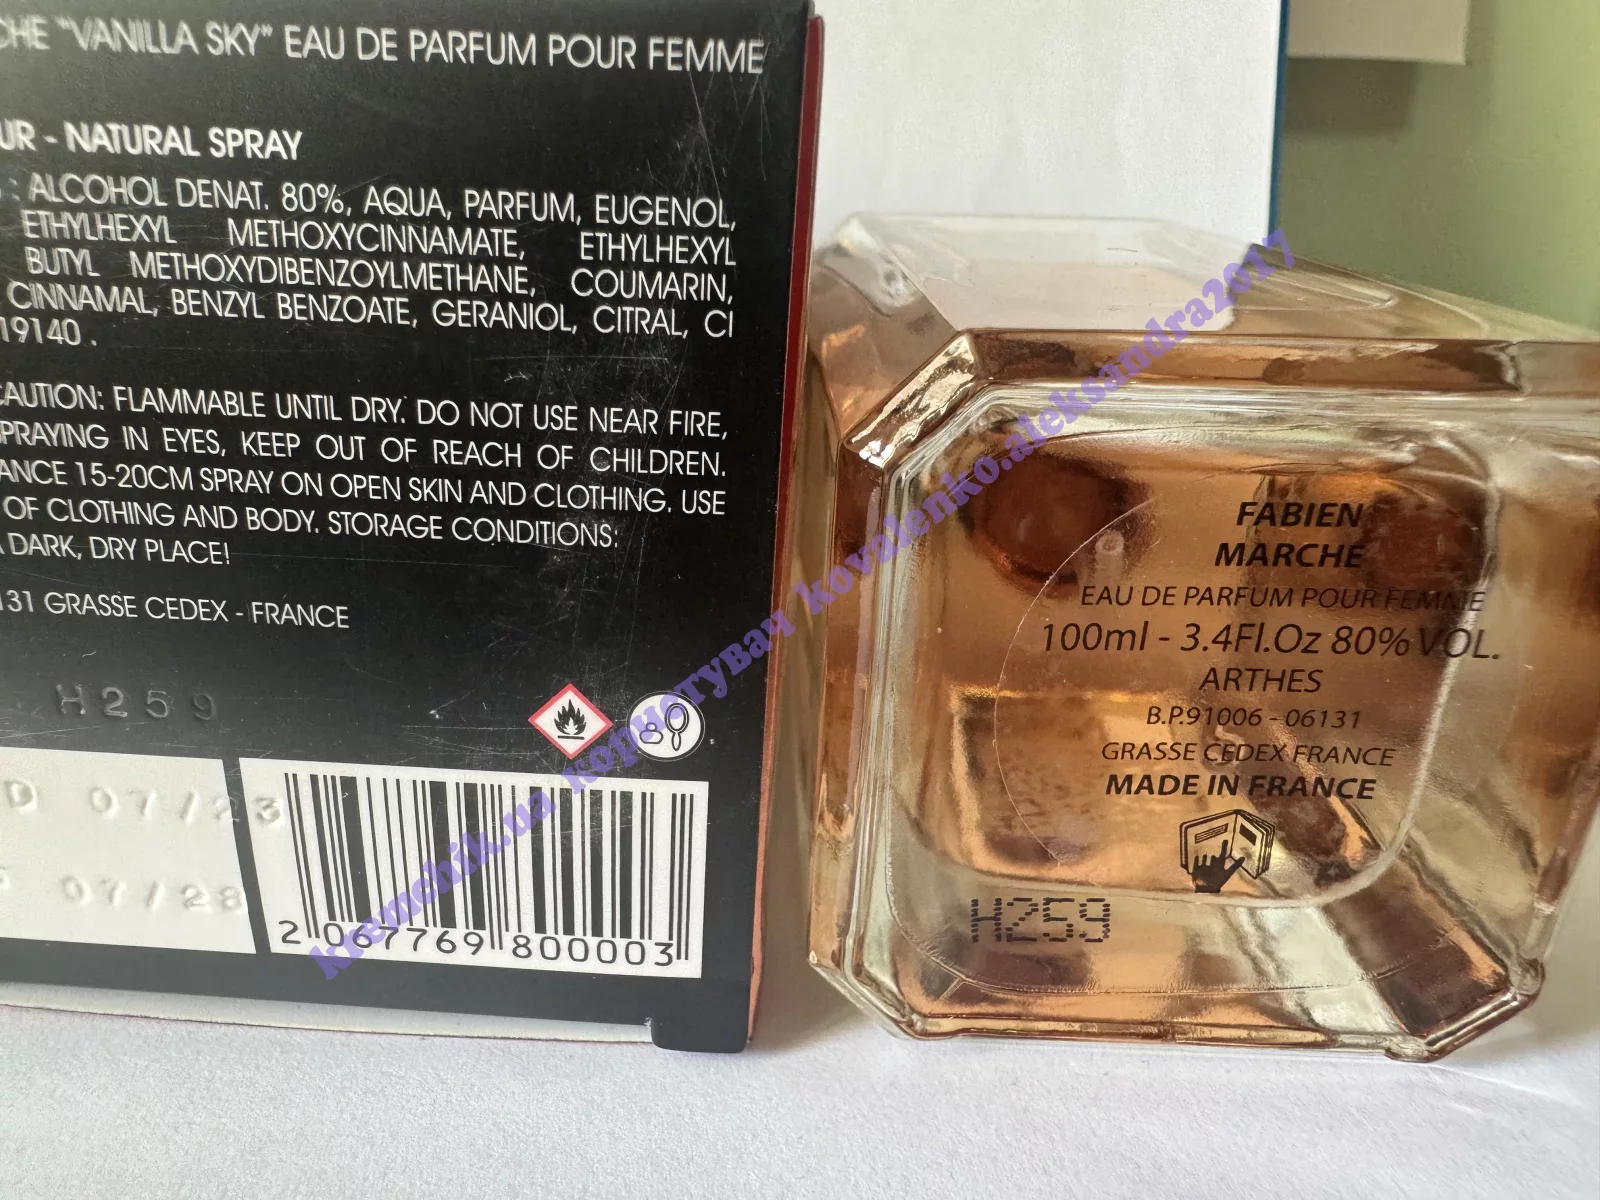 CHE "VANILLA SKY" EAU DE PARFUM POUR FEMME
UR - NATURAL SPRAY
: ALCOHOL DENAT. 80%, AQUA, PARFUM, EUGENOL,
ETHYLHEXYL METHOXYCINNAMATE, ETHYLHEXYL
BUTYL METHOXYDIBENZOYLMETHANE, COUMARIN,
CINNAMAL, BENZYL BENZOATE, GERANIOL, CITRAL, CI
19140 .
CAUTION: FLAMMABLE UNTIL DRY. DO NOT USE NEAR FIRE,
SPRAYING IN EYES, KEEP OUT OF REACH OF CHILDREN.
ANCE 15-20CM SPRAY ON OPEN SKIN AND CLOTHING. USE
OF CLOTHING AND BODY. STORAGE CONDITIONS:
DARK, DRY PLACE!
131 GRASSE CEDEX - FRANCE
H259
D 07/23
07/28
2 067769 800003
FABIEN
MARCHE
EAU DE PARFUM POUR FEMME
100ml - 3.4Fl.Oz 80% VOL.
ARTHES
B.P.91006 - 06131
GRASSE CEDEX FRANCE
MADE IN FRANCE
H259
kremchik.ua користувач kovalenko.aleksandra2017